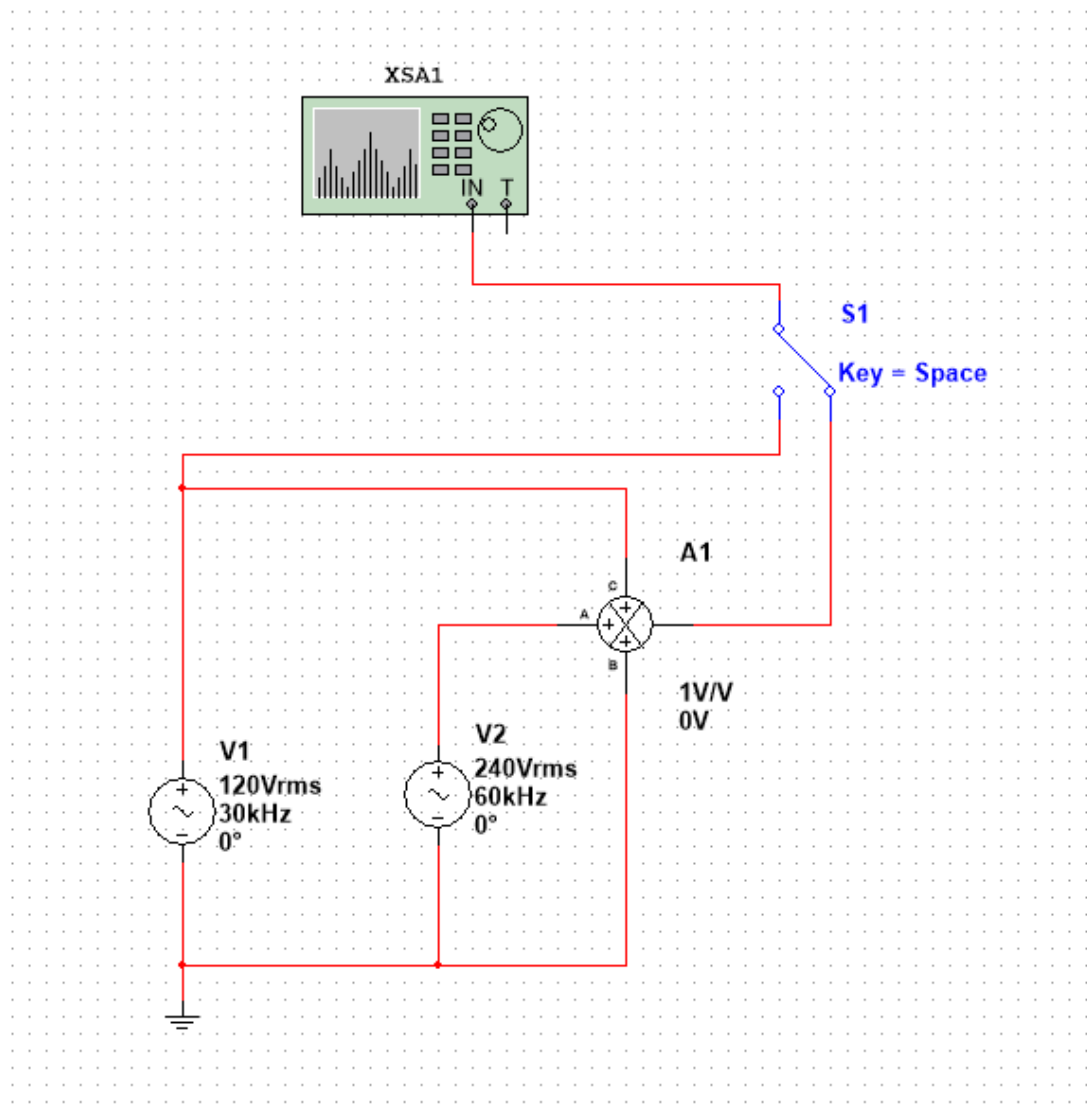 XSA1
IN T
S1
Key = Space
A1
C
A
B
1V/V
0V
V2
240Vrms
60kHz
0°
V1
120Vrms
30kHz
0°